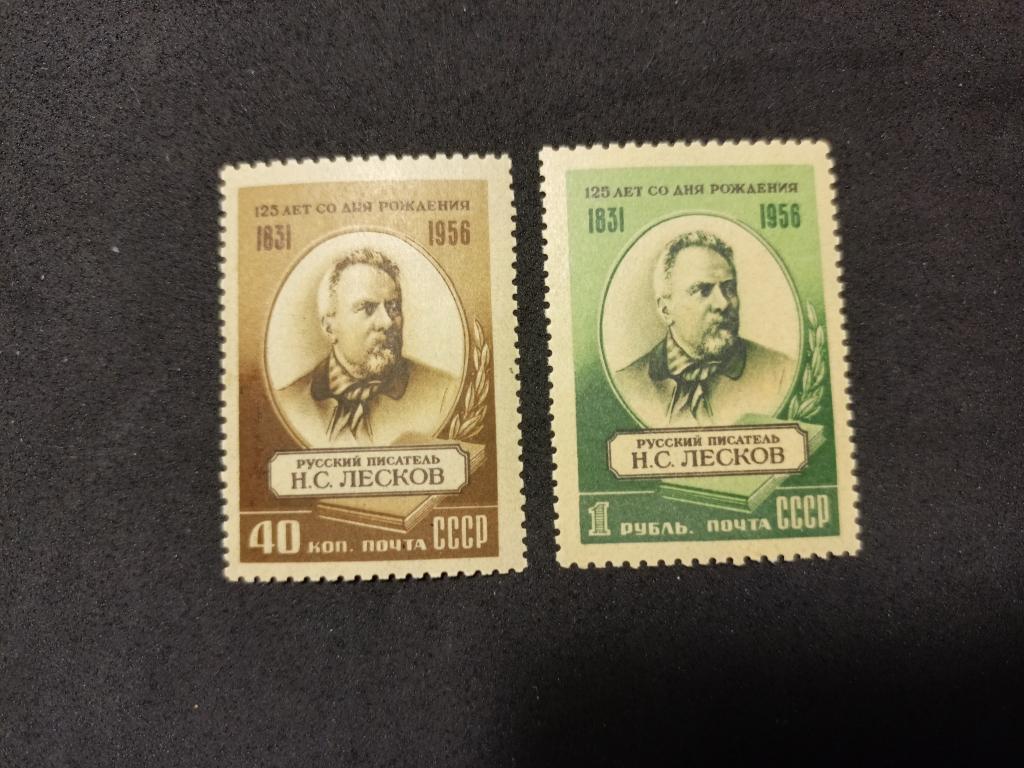 125 ЛЕТ СО ДНЯ РОЖДЕНИЯ
1831 1956
РУССКИЙ ПИСАТЕЛЬ
Н.С. ЛЕСКОВ
40 КОП. ПОЧТА СССР
125 ЛЕТ СО ДНЯ РОЖДЕНИЯ
1831 1956
РУССКИЙ ПИСАТЕЛЬ
Н.С. ЛЕСКОВ
1 РУБЛЬ. ПОЧТА СССР